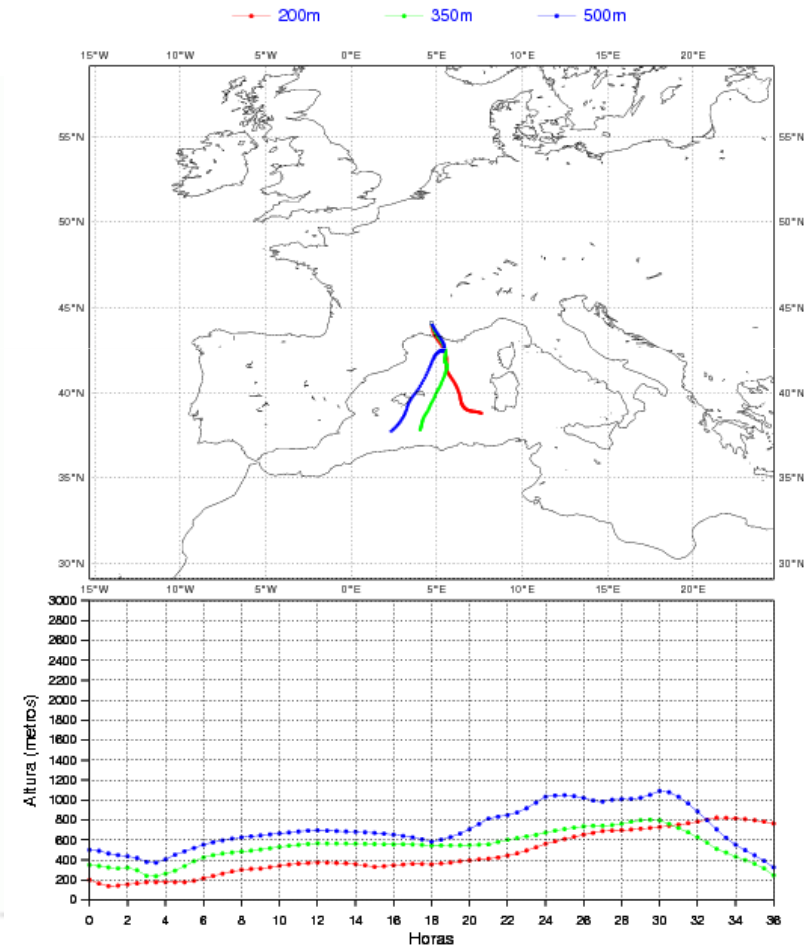 200m 350m 500m
15°W 10°W 5°W 0°E 5°E 10°E 15°E 20°E
55°N 55°N
50°N 50°N
45°N 45°N
40°N 40°N
35°N 35°N
30°N 30°N
15°W 10°W 5°W 0°E 5°E 10°E 15°E 20°E
3000
2800
2600
2400
2200
2000
1800
1600
1400
1200
1000
800
600
400
200
0
Altura (metros)
0 2 4 6 8 10 12 14 16 18 20 22 24 26 28 30 32 34 36
Horas